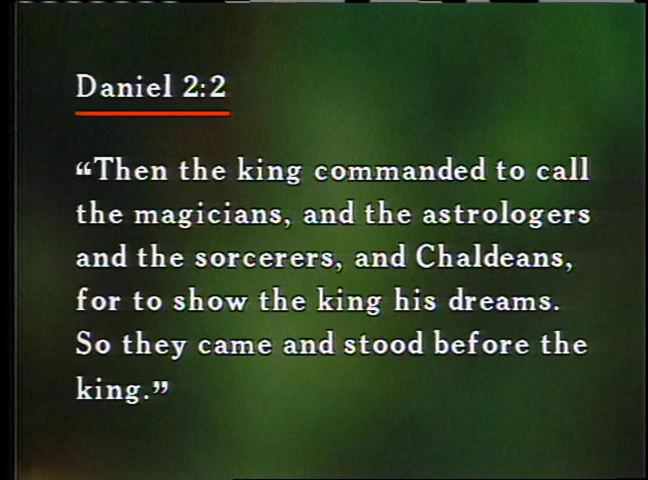 Daniel 2:2
“Then the king commanded to call
the magicians, and the astrologers
and the sorcerers, and Chaldeans,
for to show the king his dreams.
So they came and stood before the
king.”